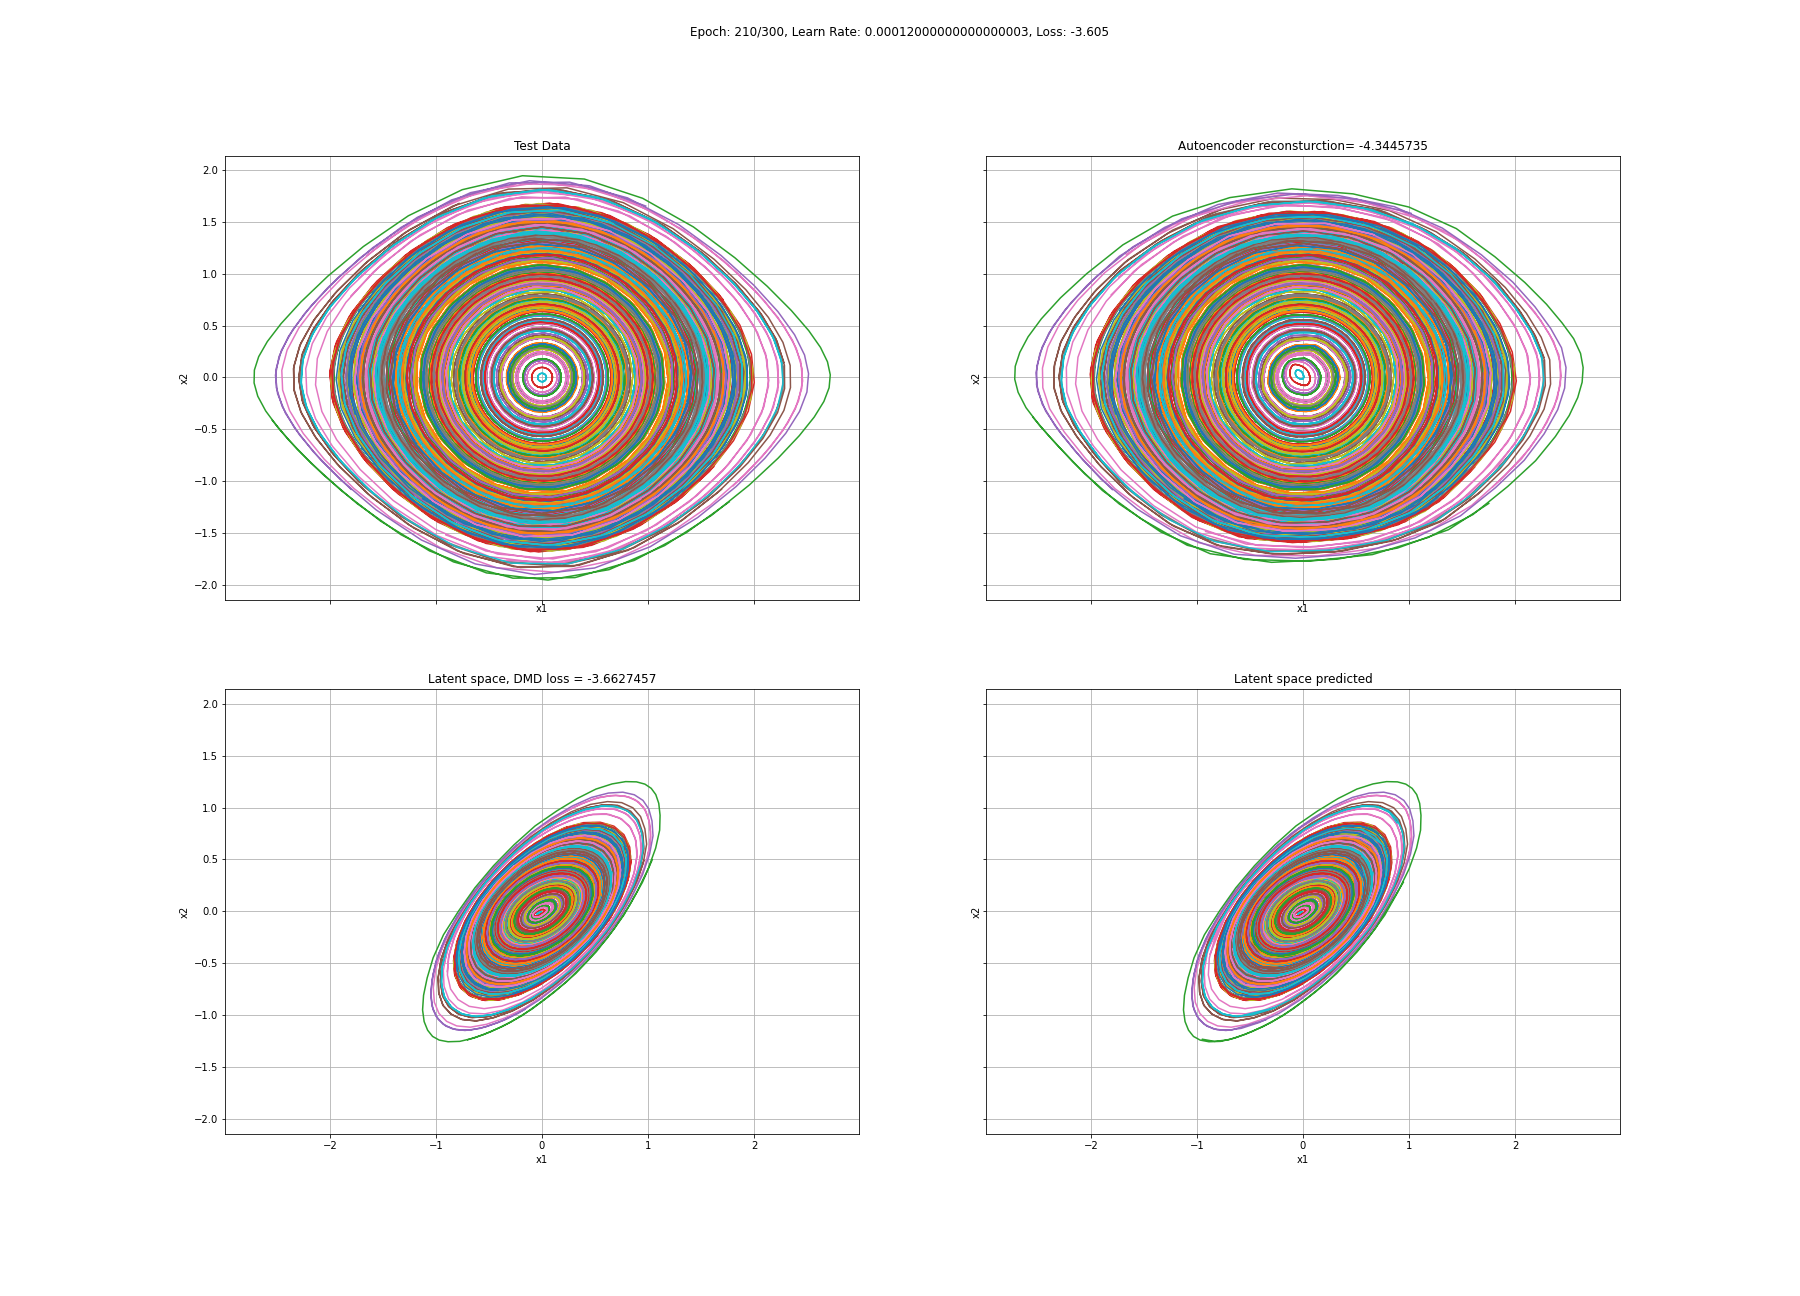 Epoch: 210/300, Learn Rate: 0.00012000000000000003, Loss: -3.605
Test Data
Autoencoder reconsturction= -4.3445735
2.0
1.5
1.0
0.5
0.0
−0.5
−1.0
−1.5
−2.0
x2
x1
x2
x1
Latent space, DMD loss = -3.6627457
Latent space predicted
2.0
1.5
1.0
0.5
0.0
−0.5
−1.0
−1.5
−2.0
x2
−2 −1 0 1 2
x1
x2
−2 −1 0 1 2
x1